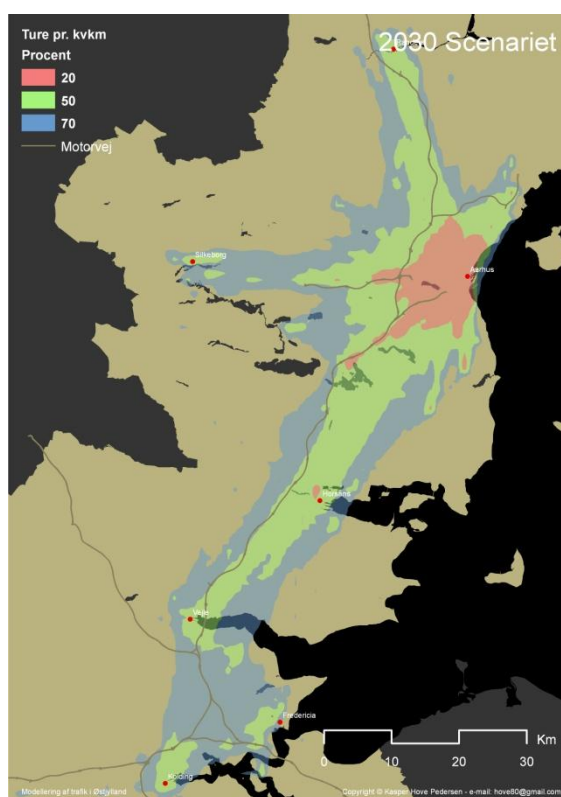 Ture pr. kvkm
Procent
20
50
70
Motorvej
2030 Scenariet
Silkeborg
Aarhus
Horsens
Vejle
Fredericia
Kolding
Km
0 10 20 30
Modellering af trafik i Østjylland
Copyright © Kasper Hove Pedersen - e-mail: hove80@gmail.com